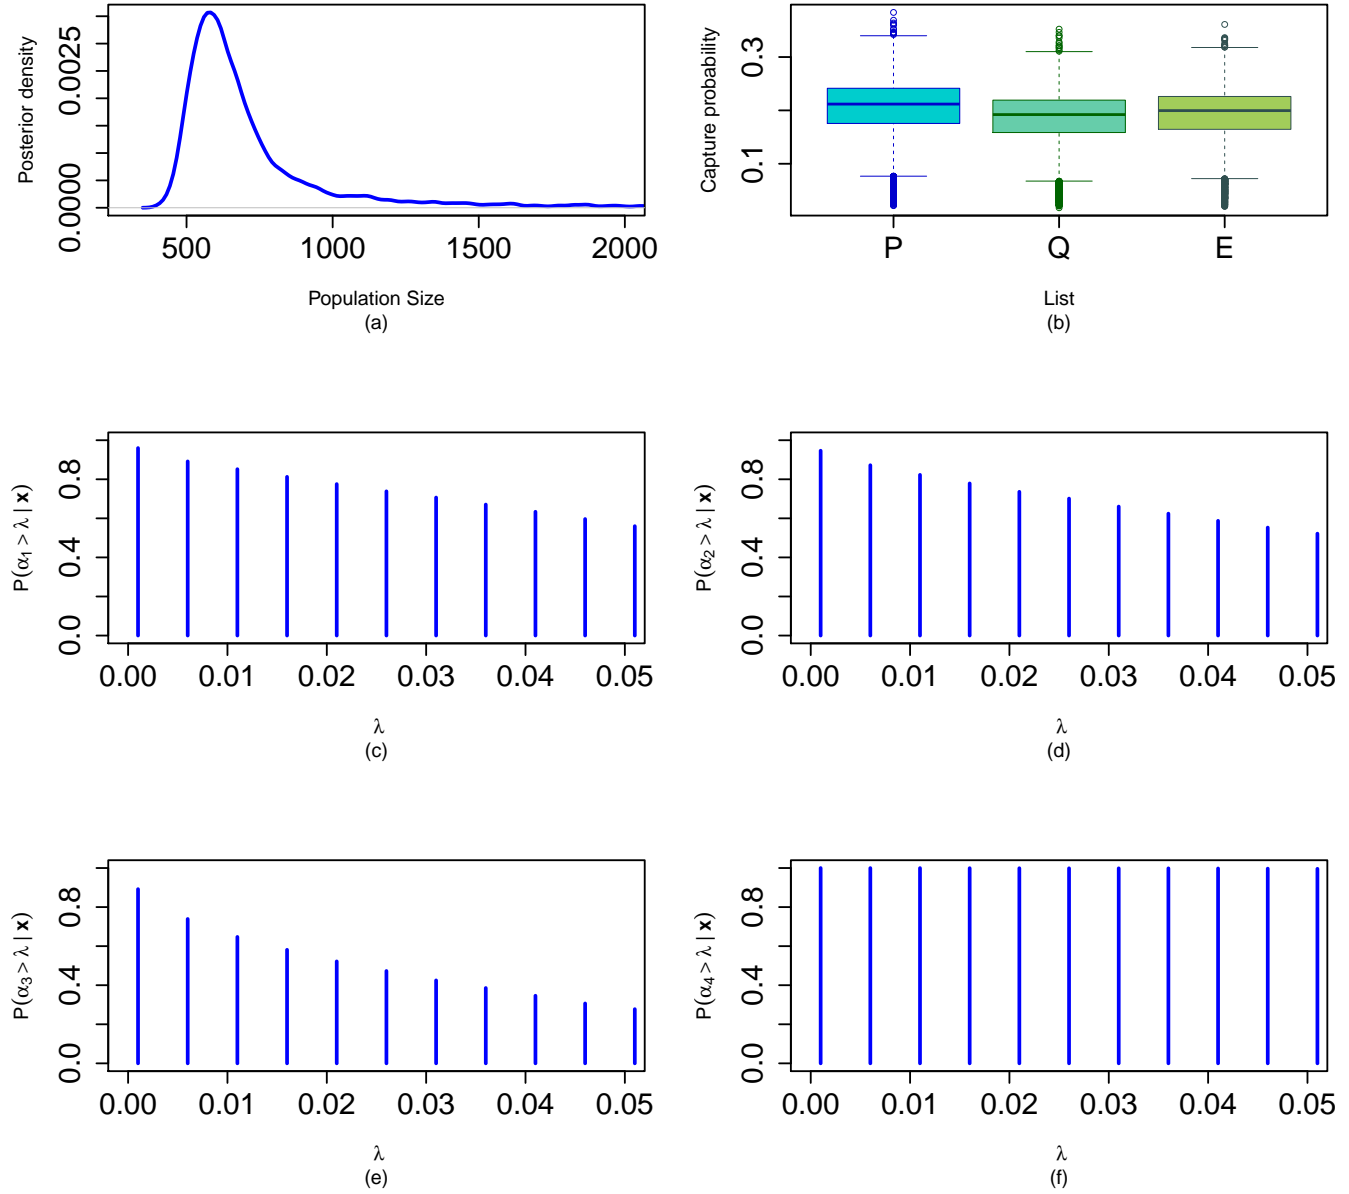 Posterior density
0.0000 0.0025
500 1000 1500 2000
Population Size
(a)
Capture probability
0.1 0.3
P Q E
List
(b)
P(α1 > λ | x)
0.0 0.4 0.8
0.00 0.01 0.02 0.03 0.04 0.05
λ
(c)
P(α2 > λ | x)
0.0 0.4 0.8
0.00 0.01 0.02 0.03 0.04 0.05
λ
(d)
P(α3 > λ | x)
0.0 0.4 0.8
0.00 0.01 0.02 0.03 0.04 0.05
λ
(e)
P(α4 > λ | x)
0.0 0.4 0.8
0.00 0.01 0.02 0.03 0.04 0.05
λ
(f)